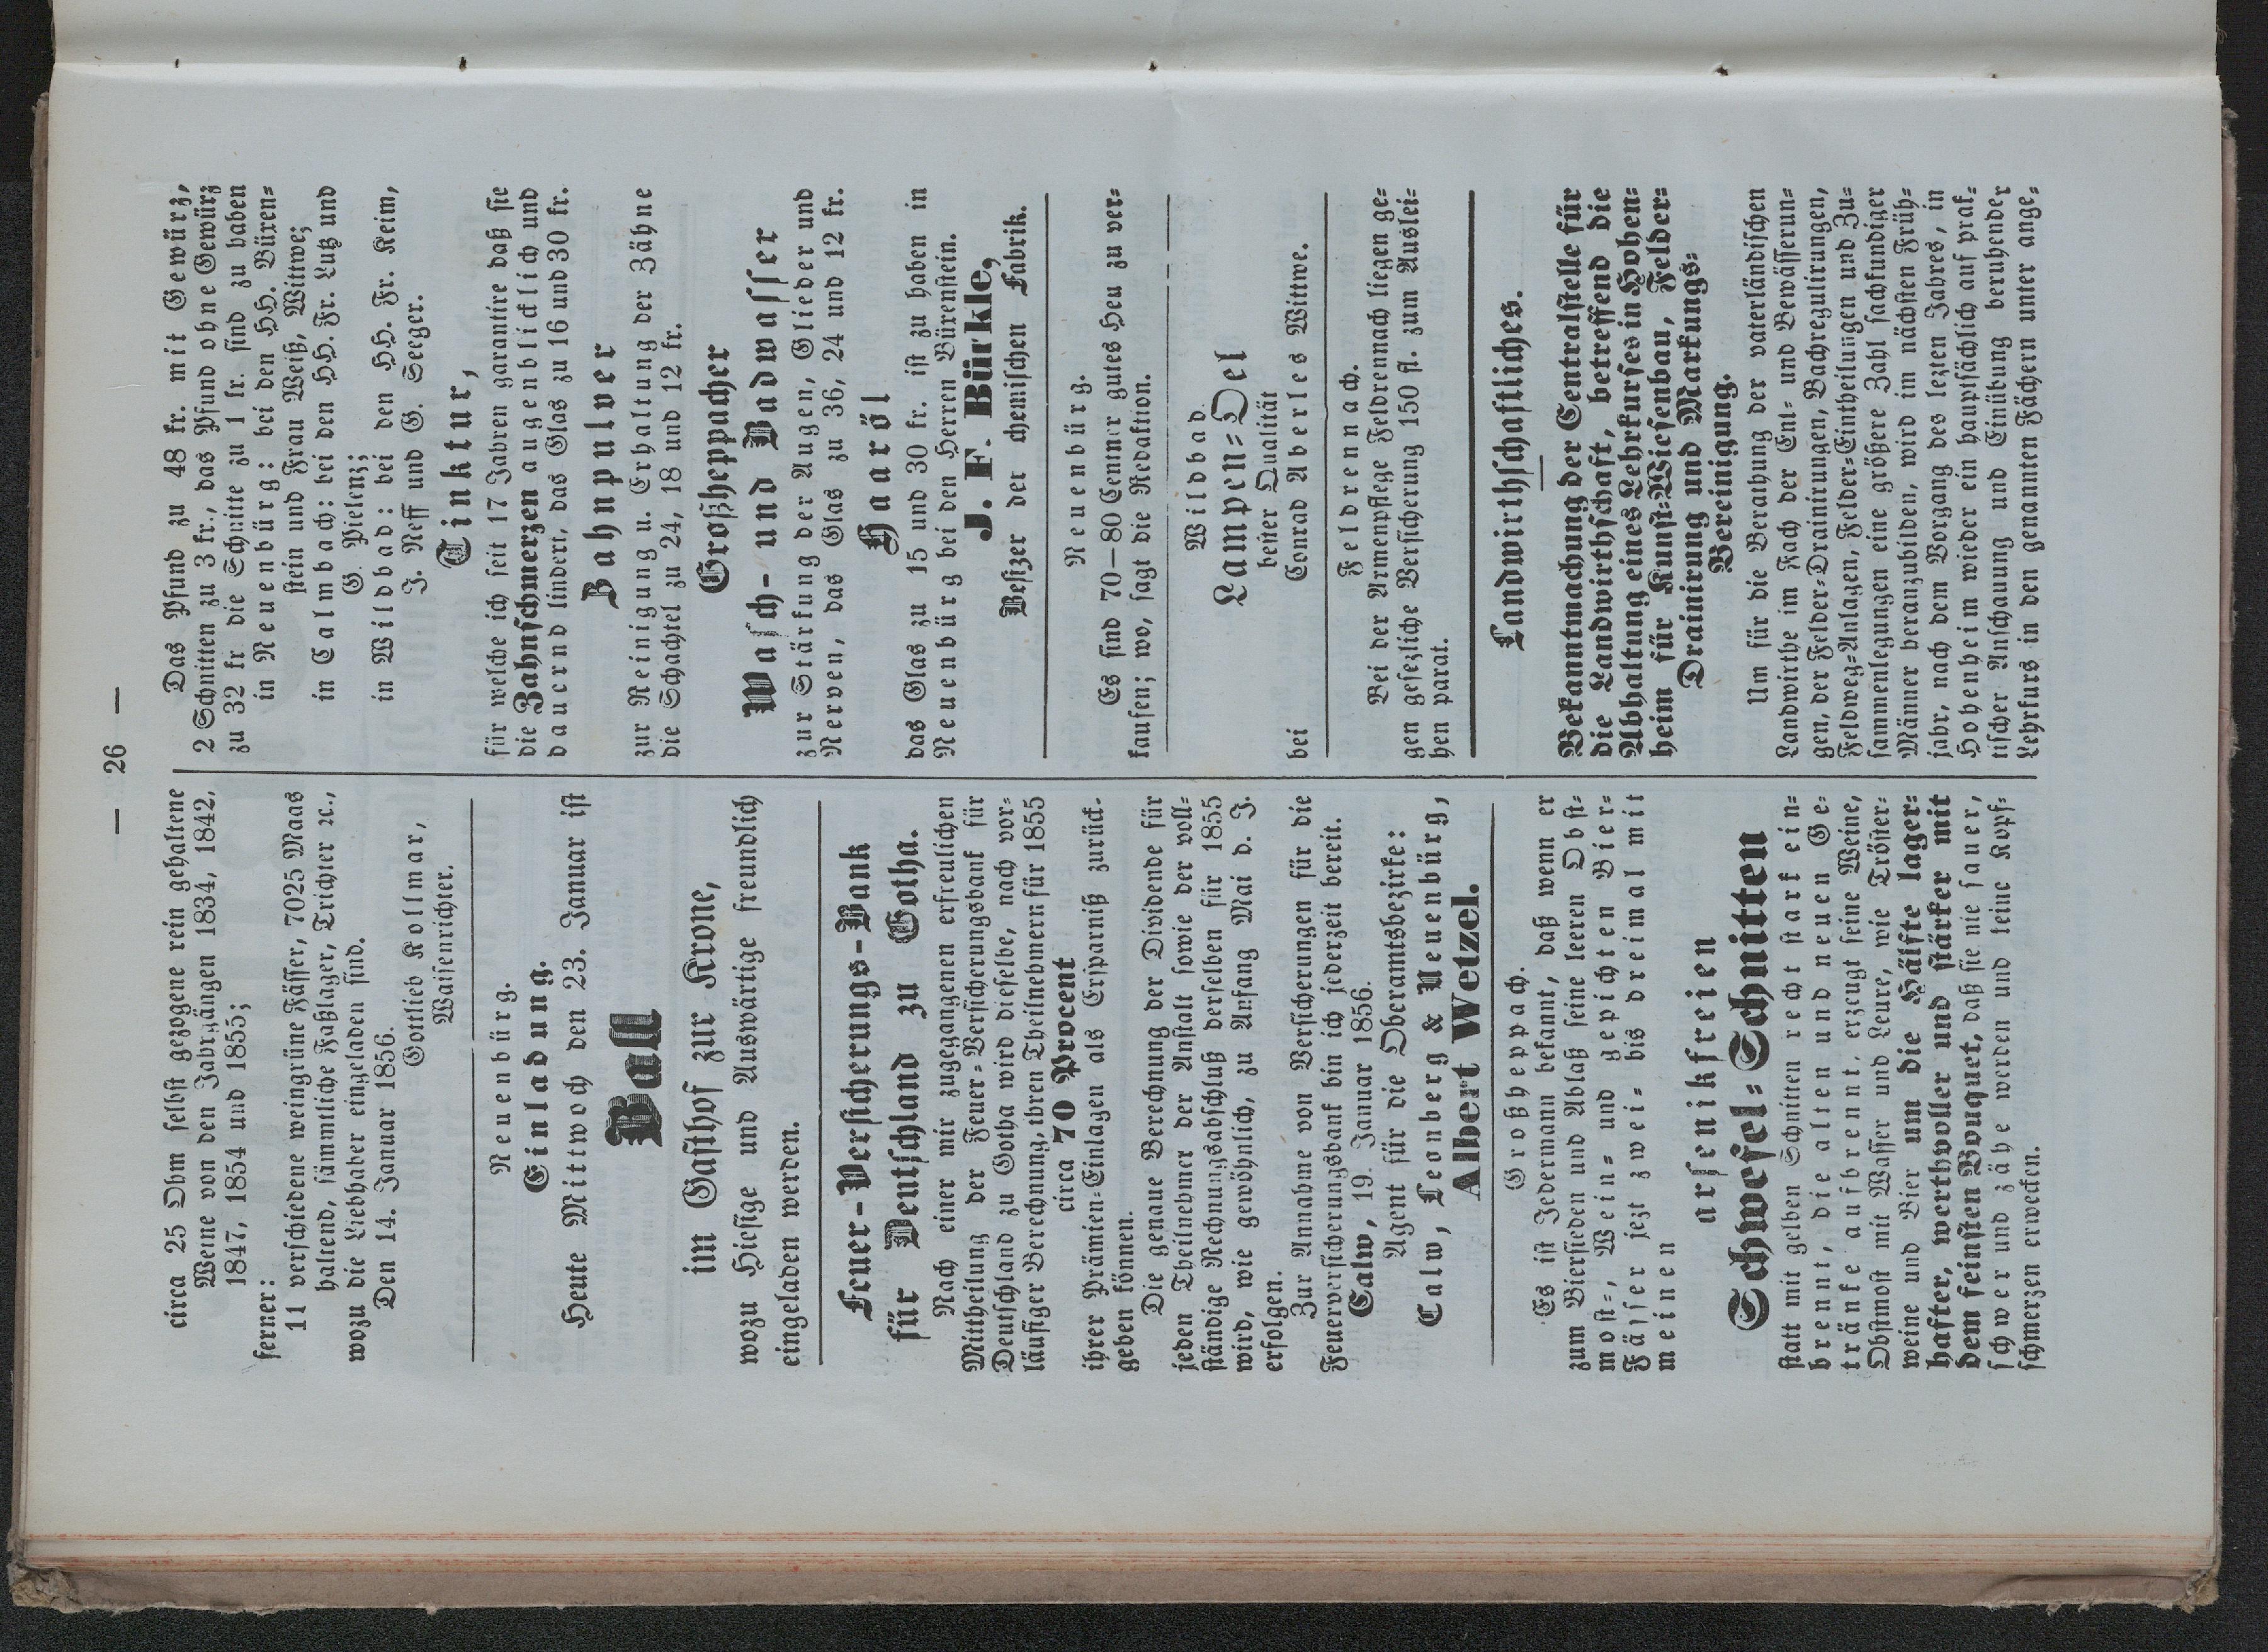 — 26 —
circa 25 Ohm selbst gezogene rein gehaltene
Weine von den Jahrgängen 1834, 1842,
1847, 1854 und 1855;
ferner:
11 verschiedene weingrüne Fässer, 7025 Maas
haltend, sämmtliche Faßlager, Trichter ꝛc.,
wozu die Liebhaber eingeladen sind.
Den 14. Januar 1856.
Gottlieb Kollmar,
Waisenrichter.
Neuenbürg.
Einladung.
Heute Mittwoch den 23. Januar ist
Ball
im Gasthof zur Krone,
wozu Hiesige und Auswärtige freundlich
eingeladen werden.
Feuer-Versicherungs-Bank
für Deutschland zu Gotha.
Nach einer mir zugegangenen erfreulichen
Mittheilung der Feuer-Versicherungsbank für
Deutschland zu Gotha wird dieselbe, nach vor-
läufiger Berechnung, ihren Theilnehmern für 1855
circa 70 Procent
ihrer Prämien-Einlagen als Ersparniß zurück-
geben können.
Die genaue Berechnung der Dividende für
jeden Theilnehmer der Anstalt sowie der voll-
ständige Rechnungsabschluß derselben für 1855
wird, wie gewöhnlich, zu Anfang Mai d. J.
erfolgen.
Zur Annahme von Versicherungen für die
Feuerversicherungsbank bin ich jederzeit bereit.
Calw, 19. Januar 1856.
Agent für die Oberamtsbezirke:
Calw, Leonberg & Neuenbürg,
Albert Wetzel.
Großheppach.
Es ist Jedermann bekannt, daß wenn er
zum Biersieden und Ablaß seine leeren Obst-
most-, Wein- und gepichten Bier-
Fässer jezt zwei- bis dreimal mit
meinen
arsenikfreien
Schwefel-Schnitten
statt mit gelben Schnitten recht stark ein-
brennt, die alten und neuen Ge-
tränke aufbrennt, erzeugt seine Weine,
Obstmost mit Wasser und Leure, wie Tröster-
weine und Bier um die Hälfte lager-
hafter, werthvoller und stärker mit
dem feinsten Bouquet, daß sie nie sauer,
schwer und zähe werden und keine Kopf-
schmerzen erwecken.
Das Pfund zu 48 kr. mit Gewürz,
2 Schnitten zu 3 kr., das Pfund ohne Gewürz
zu 32 kr die Schnitte zu 1 kr. sind zu haben
in Neuenbürg: bei den HH. Büxen-
stein und Frau Weiß, Wittwe;
in Calmbach: bei den HH. Fr. Lutz und
G. Pielenz;
in Wildbad: bei den HH. Fr. Keim,
J. Neff und G. Seeger.
Tinktur,
für welche ich seit 17 Jahren garantire daß sie
die Zahnschmerzen augenblicklich und
dauernd lindert, das Glas zu 16 und 30 kr.
Zahnpulver
zur Reinigung u. Erhaltung der Zähne
die Schachtel zu 24, 18 und 12 kr.
Großheppacher
Wasch- und Badwasser
zur Stärkung der Augen, Glieder und
Nerven, das Glas zu 36, 24 und 12 kr.
Haaröl
das Glas zu 15 und 30 kr. ist zu haben in
Neuenbürg bei den Herren Büxenstein.
J. F. Bürkle,
Besizer der chemischen Fabrik.
Neuenbürg.
Es sind 70—80 Centner gutes Heu zu ver-
kaufen; wo, sagt die Redaktion.
Wildbad.
Lampen-Oel
bester Qualität
bei Conrad Aberles Wittwe.
Feldrennach.
Bei der Armenpflege Feldrennach liegen ge-
gen gesezliche Versicherung 150 fl. zum Auslei-
hen parat.
Landwirthschaftliches.
Bekanntmachung der Centralstelle für
die Landwirthschaft, betreffend die
Abhaltung eines Lehrkurses in Hohen-
heim für Kunst-Wiesenbau, Felder-
Drainirung und Markungs-
Bereinigung.
Um für die Berathung der vaterländischen
Landwirthe im Fach der Ent- und Bewässerun-
gen, der Felder-Drainirungen, Bachregulirungen,
Feldweg-Anlagen, Felder-Eintheilungen und Zu-
sammenlegungen eine größere Zahl sachkundiger
Männer heranzubilden, wird im nächsten Früh-
jahr, nach dem Vorgang des lezten Jahres, in
Hohenheim wieder ein hauptsächlich auf prak-
tischer Anschauung und Einübung beruhender
Lehrkurs in den genannten Fächern unter ange-